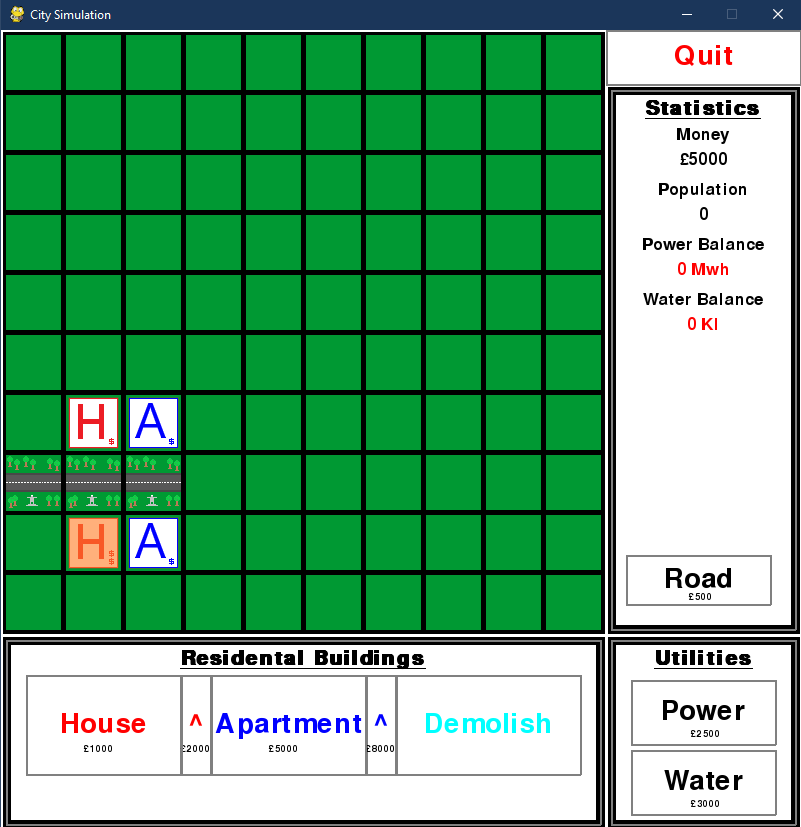 City Simulation
Quit
Statistics
Money
£5000
Population
0
Power Balance
0 Mwh
Water Balance
0 Kl
H $
A $
H $ $
A $
Road
£500
Residental Buildings
House
£1000
^
£2000
Apartment
£5000
^
£8000
Demolish
Utilities
Power
£2500
Water
£3000